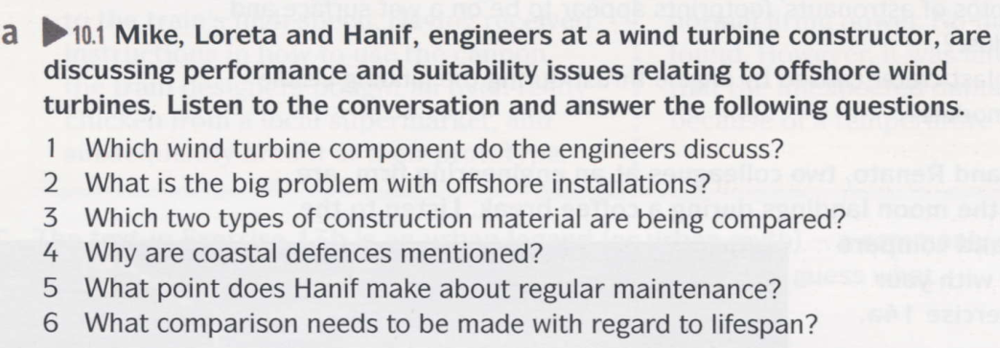 a ▶ 10.1 Mike, Loreta and Hanif, engineers at a wind turbine constructor, are
discussing performance and suitability issues relating to offshore wind
turbines. Listen to the conversation and answer the following questions.
1 Which wind turbine component do the engineers discuss?
2 What is the big problem with offshore installations?
3 Which two types of construction material are being compared?
4 Why are coastal defences mentioned?
5 What point does Hanif make about regular maintenance?
6 What comparison needs to be made with regard to lifespan?